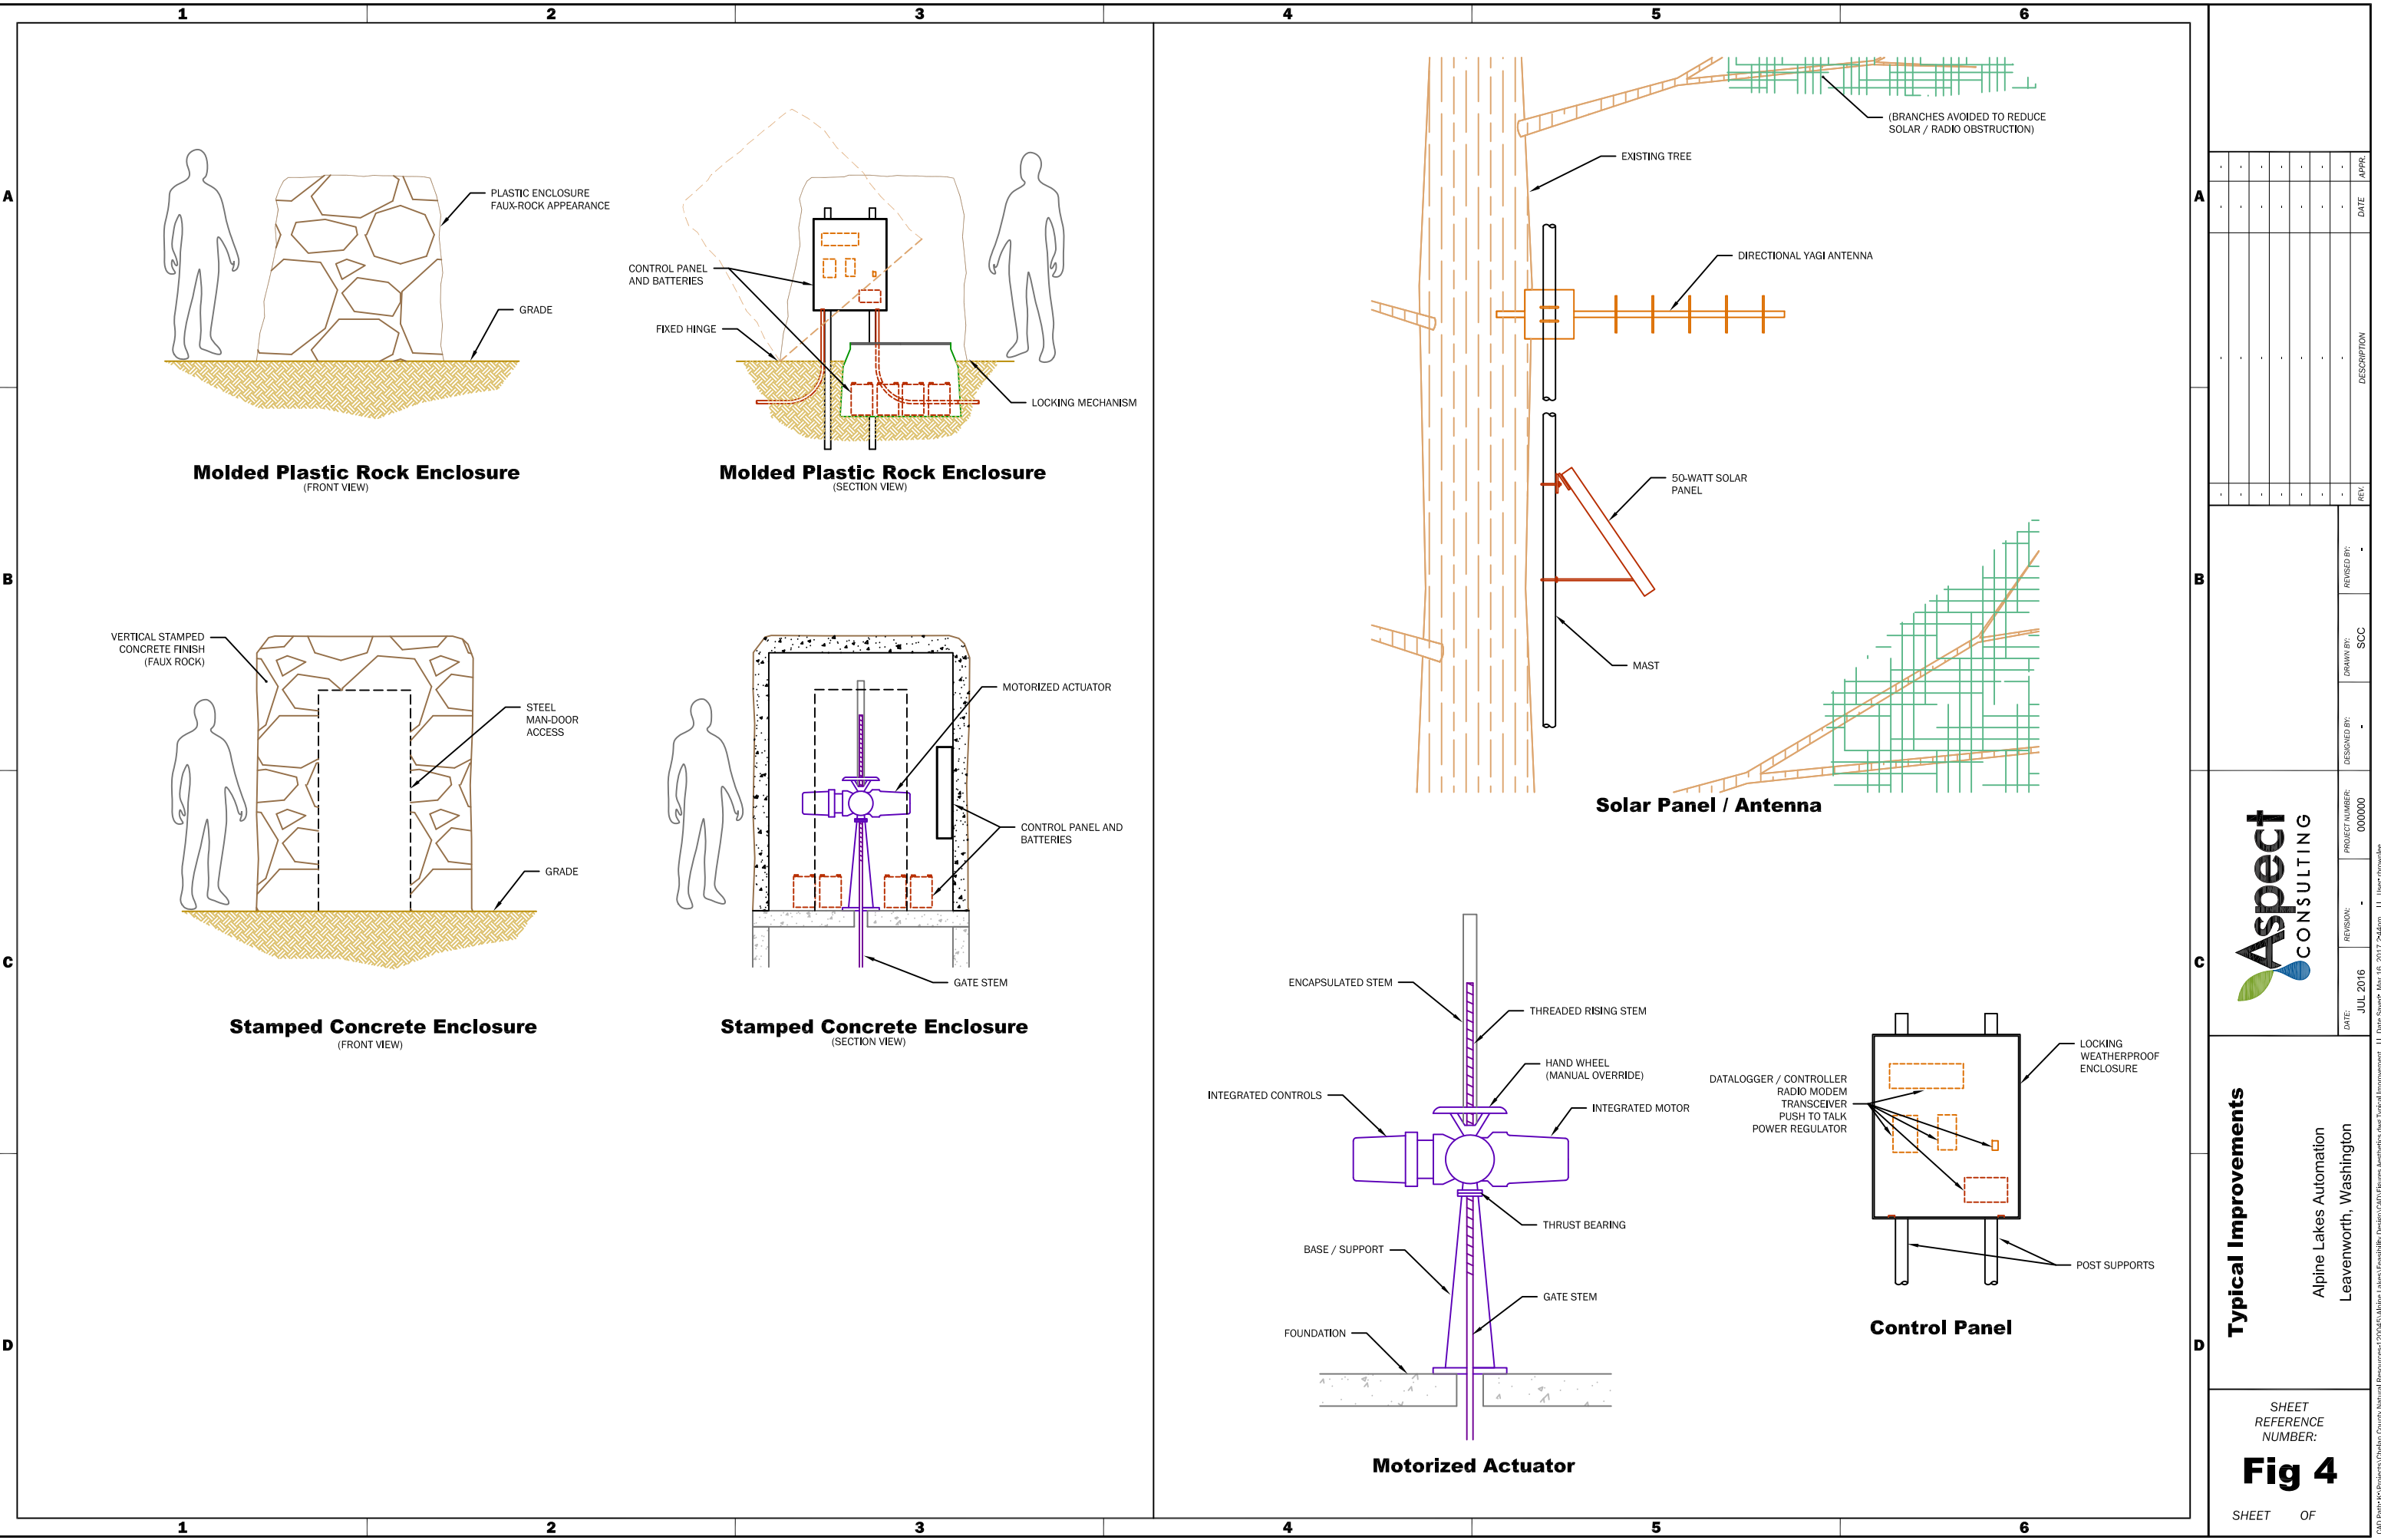 1 2 3 4 5 6
A
B
C
D
PLASTIC ENCLOSURE
FAUX-ROCK APPEARANCE
GRADE
Molded Plastic Rock Enclosure
(FRONT VIEW)
CONTROL PANEL
AND BATTERIES
FIXED HINGE
LOCKING MECHANISM
Molded Plastic Rock Enclosure
(SECTION VIEW)
VERTICAL STAMPED
CONCRETE FINISH
(FAUX ROCK)
STEEL
MAN-DOOR
ACCESS
GRADE
Stamped Concrete Enclosure
(FRONT VIEW)
MOTORIZED ACTUATOR
CONTROL PANEL AND
BATTERIES
GATE STEM
Stamped Concrete Enclosure
(SECTION VIEW)
(BRANCHES AVOIDED TO REDUCE
SOLAR / RADIO OBSTRUCTION)
EXISTING TREE
DIRECTIONAL YAGI ANTENNA
50-WATT SOLAR
PANEL
MAST
Solar Panel / Antenna
ENCAPSULATED STEM
THREADED RISING STEM
HAND WHEEL
(MANUAL OVERRIDE)
INTEGRATED CONTROLS
INTEGRATED MOTOR
THRUST BEARING
BASE / SUPPORT
GATE STEM
FOUNDATION
Motorized Actuator
LOCKING
WEATHERPROOF
ENCLOSURE
DATALOGGER / CONTROLLER
RADIO MODEM
TRANSCEIVER
PUSH TO TALK
POWER REGULATOR
POST SUPPORTS
Control Panel
A
B
C
D
1 2 3 4 5 6
REV. DESCRIPTION DATE APPR.
DATE: JUL 2016
REVISION: -
PROJECT NUMBER: 000000
DESIGNED BY: -
DRAWN BY: SCC
REVISED BY: -
Aspect
CONSULTING
Typical Improvements
Alpine Lakes Automation
Leavenworth, Washington
SHEET
REFERENCE
NUMBER:
Fig 4
SHEET OF